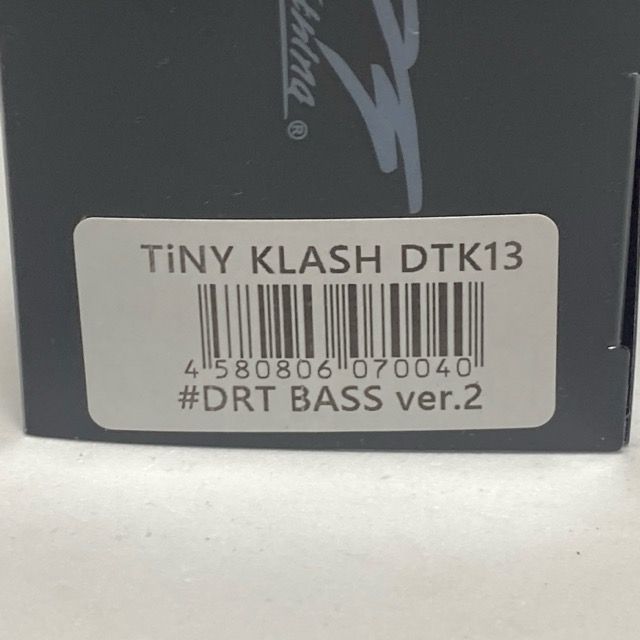 ®
TiNY KLASH DTK13
4 580806 070040
#DRT BASS ver.2